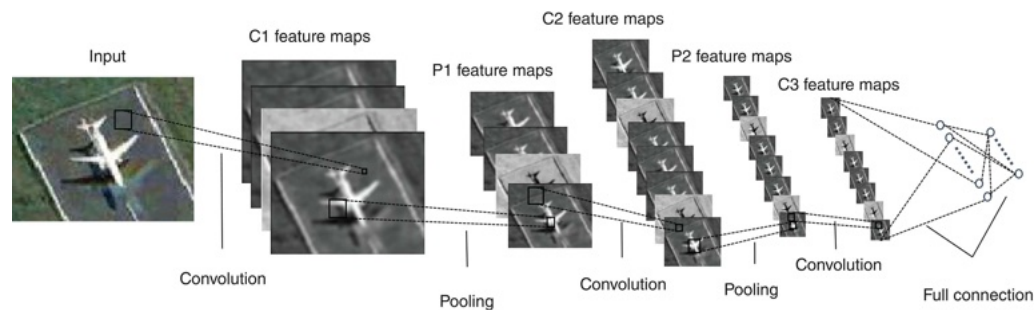 Input
C1 feature maps
P1 feature maps
C2 feature maps
P2 feature maps
C3 feature maps
Convolution
Pooling
Convolution
Pooling
Convolution
Full connection